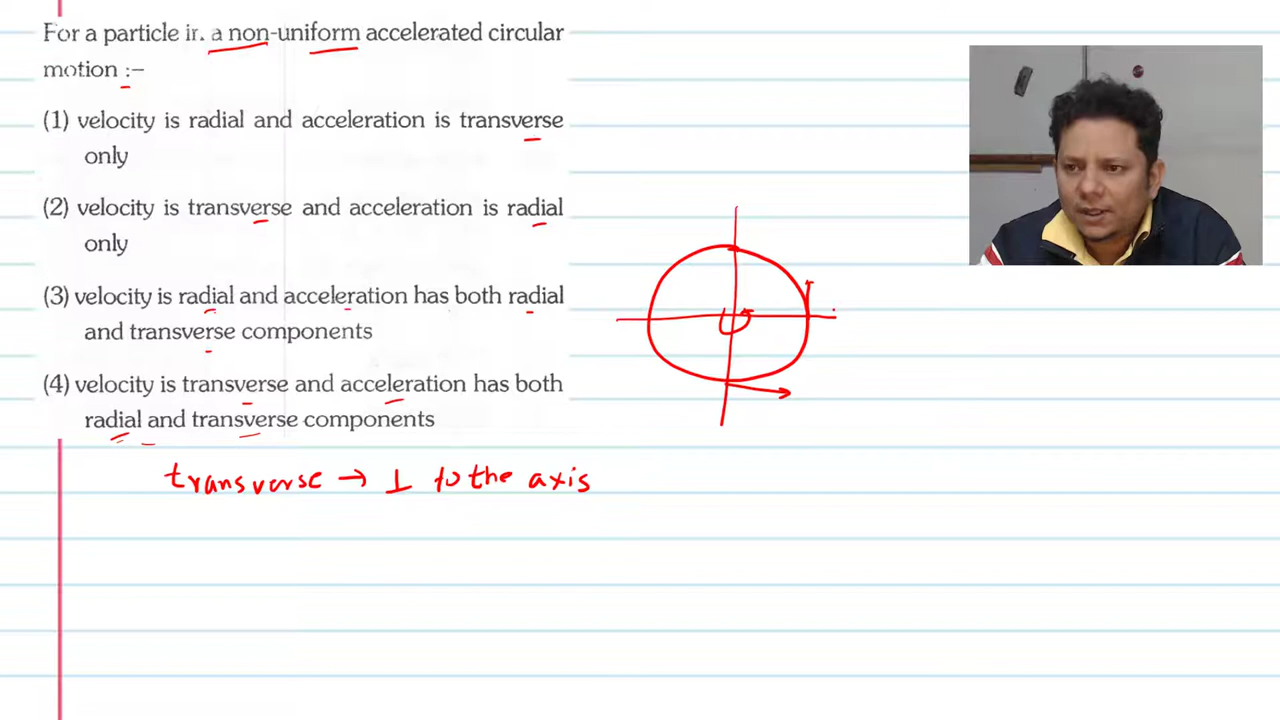 For a particle in a non-uniform accelerated circular
motion :–
(1) velocity is radial and acceleration is transverse
only
(2) velocity is transverse and acceleration is radial
only
(3) velocity is radial and acceleration has both radial
and transverse components
(4) velocity is transverse and acceleration has both
radial and transverse components
transverse → ⊥ to the axis